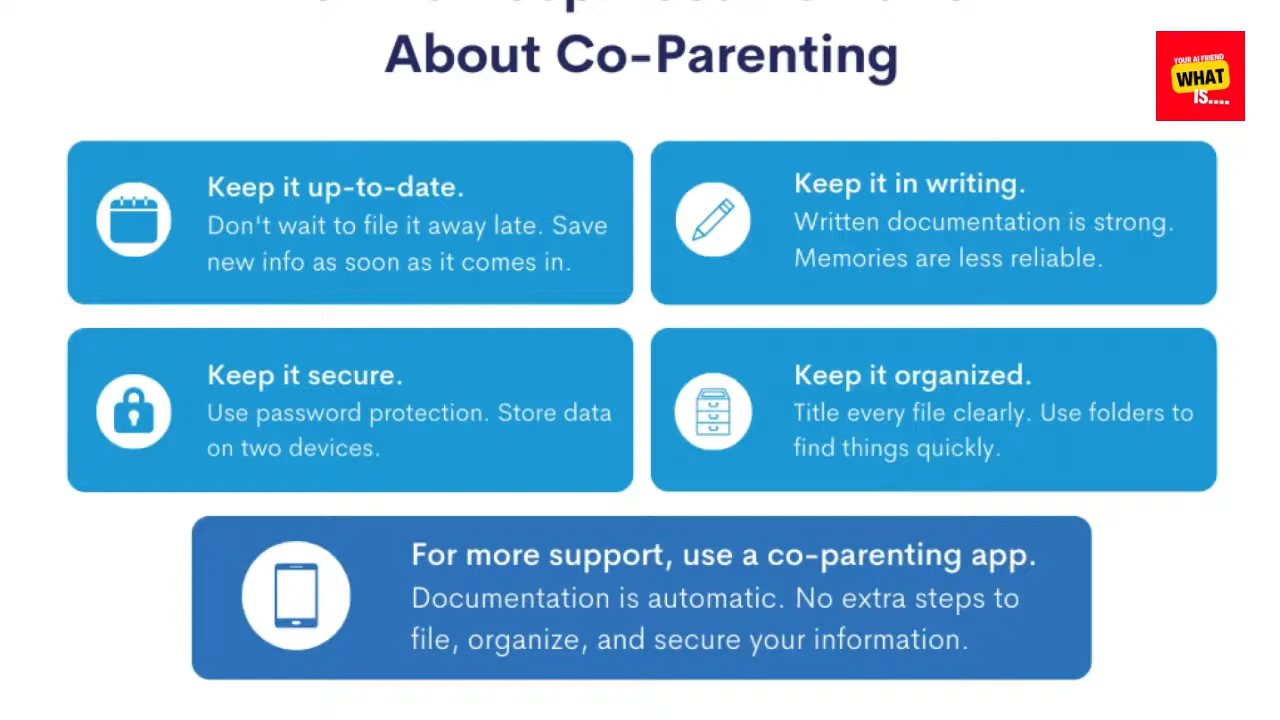 About Co-Parenting
YOUR AI FRIEND
WHAT
IS....
Keep it up-to-date.
Don't wait to file it away late. Save
new info as soon as it comes in.
Keep it in writing.
Written documentation is strong.
Memories are less reliable.
Keep it secure.
Use password protection. Store data
on two devices.
Keep it organized.
Title every file clearly. Use folders to
find things quickly.
For more support, use a co-parenting app.
Documentation is automatic. No extra steps to
file, organize, and secure your information.